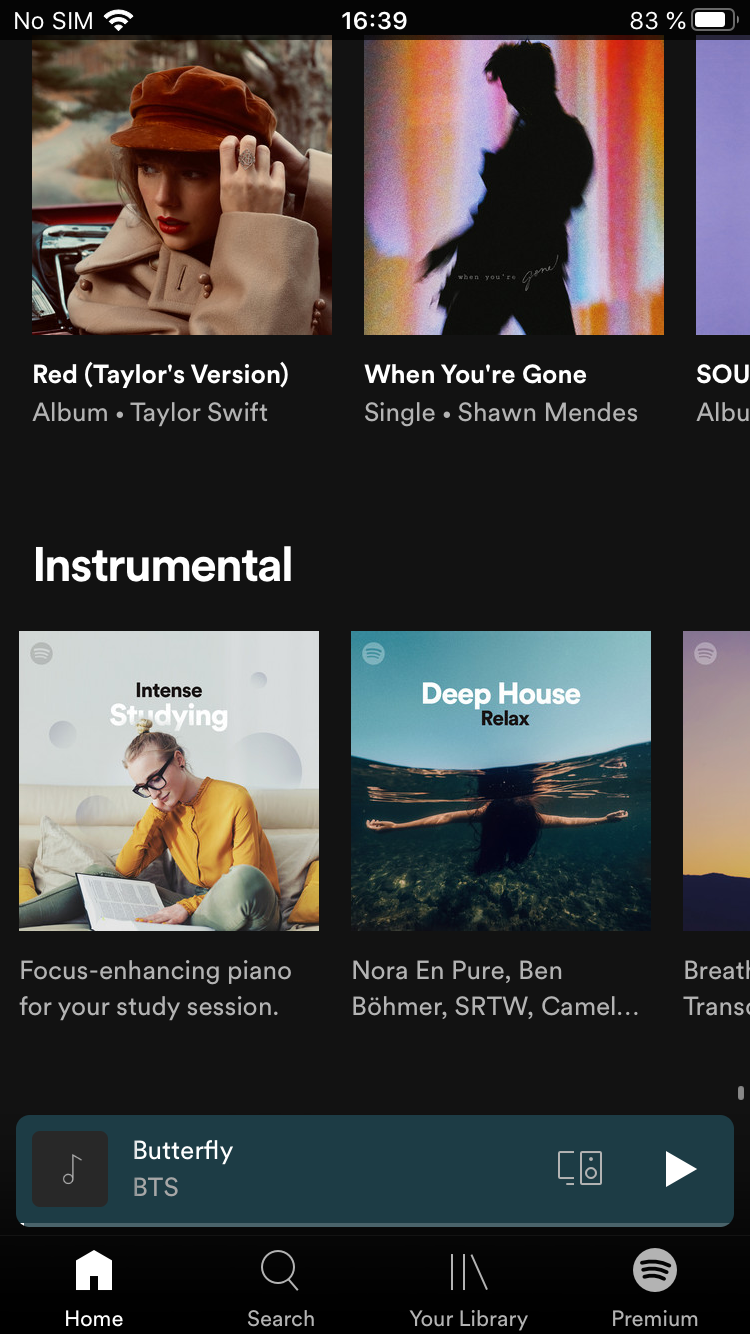 No SIM 16:39 83 %
when you're gone
Red (Taylor's Version)
Album • Taylor Swift
When You're Gone
Single • Shawn Mendes
SOU
Albu
Instrumental
Intense
Studying
Deep House
Relax
Focus-enhancing piano
for your study session.
Nora En Pure, Ben
Böhmer, SRTW, Camel...
Breath
Transc
Butterfly
BTS
Home Search Your Library Premium